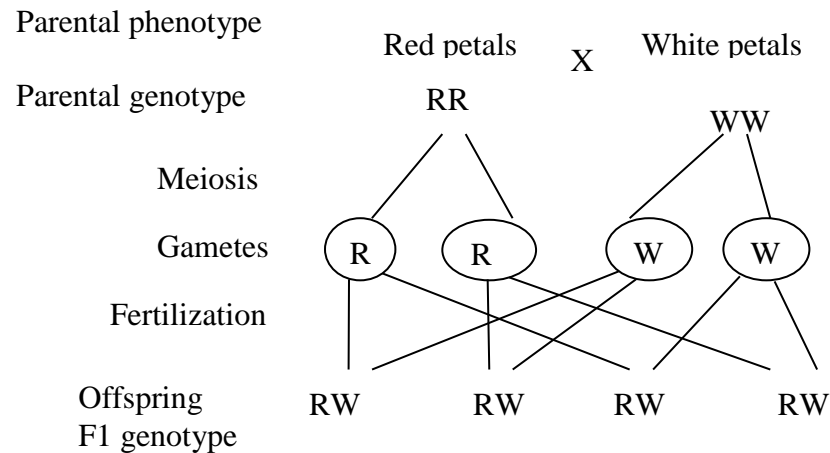 Parental phenotype
Red petals X White petals
Parental genotype RR WW
Meiosis
Gametes R R W W
Fertilization
Offspring RW RW RW RW
F1 genotype